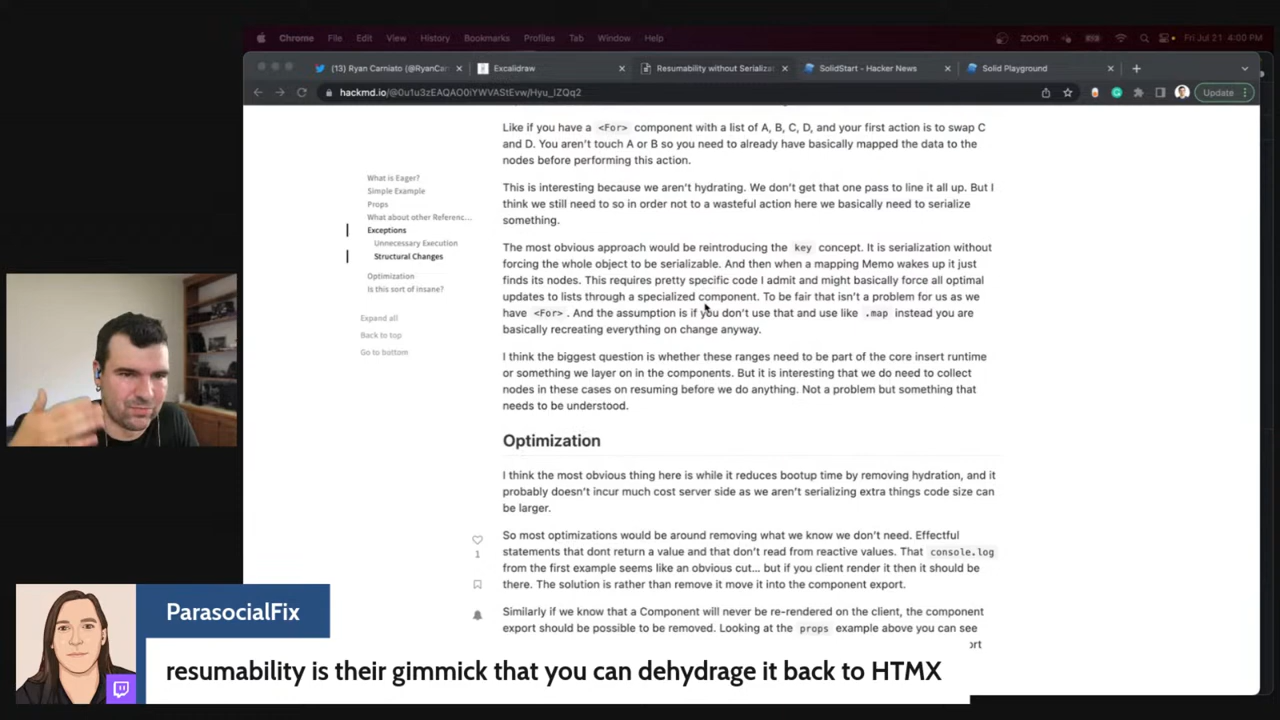 Chrome File Edit View History Bookmarks Profiles Tab Window Help zoom Fri Jul 21 4:00 PM
(13) Ryan Carniato (@RyanCar Excalidraw Resumability without Serializat SolidStart - Hacker News Solid Playground
hackmd.io/@0u1u3zEAQAO0iYWVAStEvw/Hyu_IZQq2 Update
Like if you have a <For> component with a list of A, B, C, D, and your first action is to swap C
and D. You aren't touch A or B so you need to already have basically mapped the data to the
nodes before performing this action.
What is Eager?
Simple Example
Props
What about other Referenc...
Exceptions
Unnecessary Execution
Structural Changes
Optimization
Is this sort of insane?
Expand all
Back to top
Go to bottom
This is interesting because we aren't hydrating. We don't get that one pass to line it all up. But I
think we still need to so in order not to a wasteful action here we basically need to serialize
something.
The most obvious approach would be reintroducing the key concept. It is serialization without
forcing the whole object to be serializable. And then when a mapping Memo wakes up it just
finds its nodes. This requires pretty specific code I admit and might basically force all optimal
updates to lists through a specialized component. To be fair that isn't a problem for us as we
have <For>. And the assumption is if you don't use that and use like .map instead you are
basically recreating everything on change anyway.
I think the biggest question is whether these ranges need to be part of the core insert runtime
or something we layer on in the components. But it is interesting that we do need to collect
nodes in these cases on resuming before we do anything. Not a problem but something that
needs to be understood.
Optimization
I think the most obvious thing here is while it reduces bootup time by removing hydration, and it
probably doesn't incur much cost server side as we aren't serializing extra things code size can
be larger.
So most optimizations would be around removing what we know we don't need. Effectful
statements that dont return a value and that don't read from reactive values. That console.log
from the first example seems like an obvious cut... but if you client render it then it should be
there. The solution is rather than remove it move it into the component export.
1
Similarly if we know that a Component will never be re-rendered on the client, the component
export should be possible to be removed. Looking at the props example above you can see
ort
ParasocialFix
resumability is their gimmick that you can dehydrage it back to HTMX